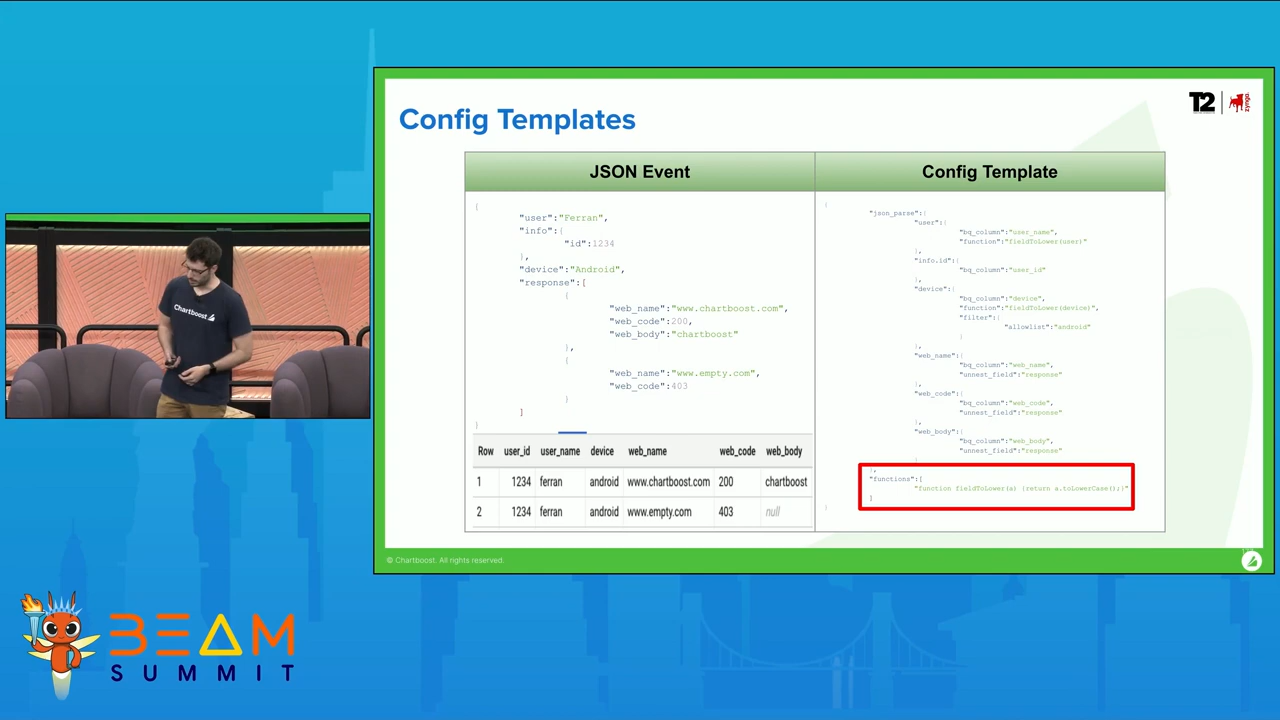 Config Templates
T2
zynga
JSON Event
Config Template
{
"user":"Ferran",
"info":{
"id":1234
},
"device":"Android",
"response":[
{
"web_name":"www.chartboost.com",
"web_code":200,
"web_body":"chartboost"
},
{
"web_name":"www.empty.com",
"web_code":403
}
]
}
Row user_id user_name device web_name web_code web_body
1 1234 ferran android www.chartboost.com 200 chartboost
2 1234 ferran android www.empty.com 403 null
{
"json_parse":{
"user":{
"bq_column":"user_name",
"function":"fieldToLower(user)"
},
"info.id":{
"bq_column":"user_id"
},
"device":{
"bq_column":"device",
"function":"fieldToLower(device)",
"filter":{
"allowlist":"android"
}
},
"web_name":{
"bq_column":"web_name",
"unnest_field":"response"
},
"web_code":{
"bq_column":"web_code",
"unnest_field":"response"
},
"web_body":{
"bq_column":"web_body",
"unnest_field":"response"
}
},
"functions":[
"function fieldToLower(a) {return a.toLowerCase();}"
]
}
© Chartboost. All rights reserved.
Chartboost
BEAM
SUMMIT